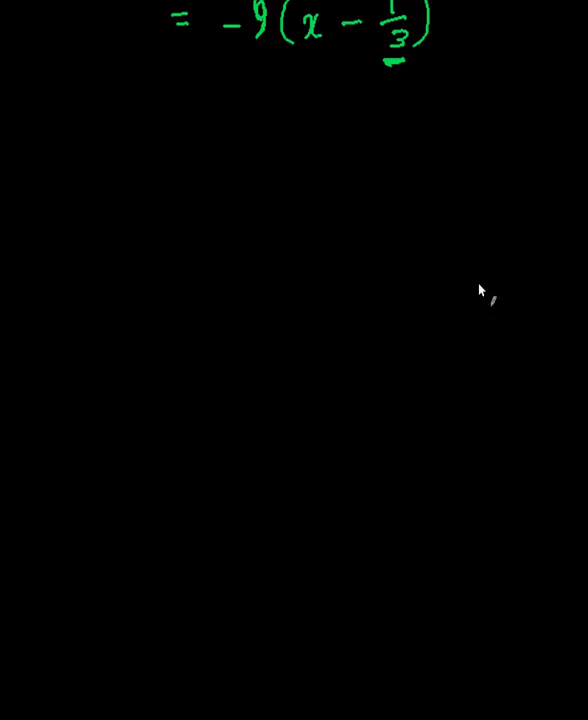 = -9(x - 1/3)